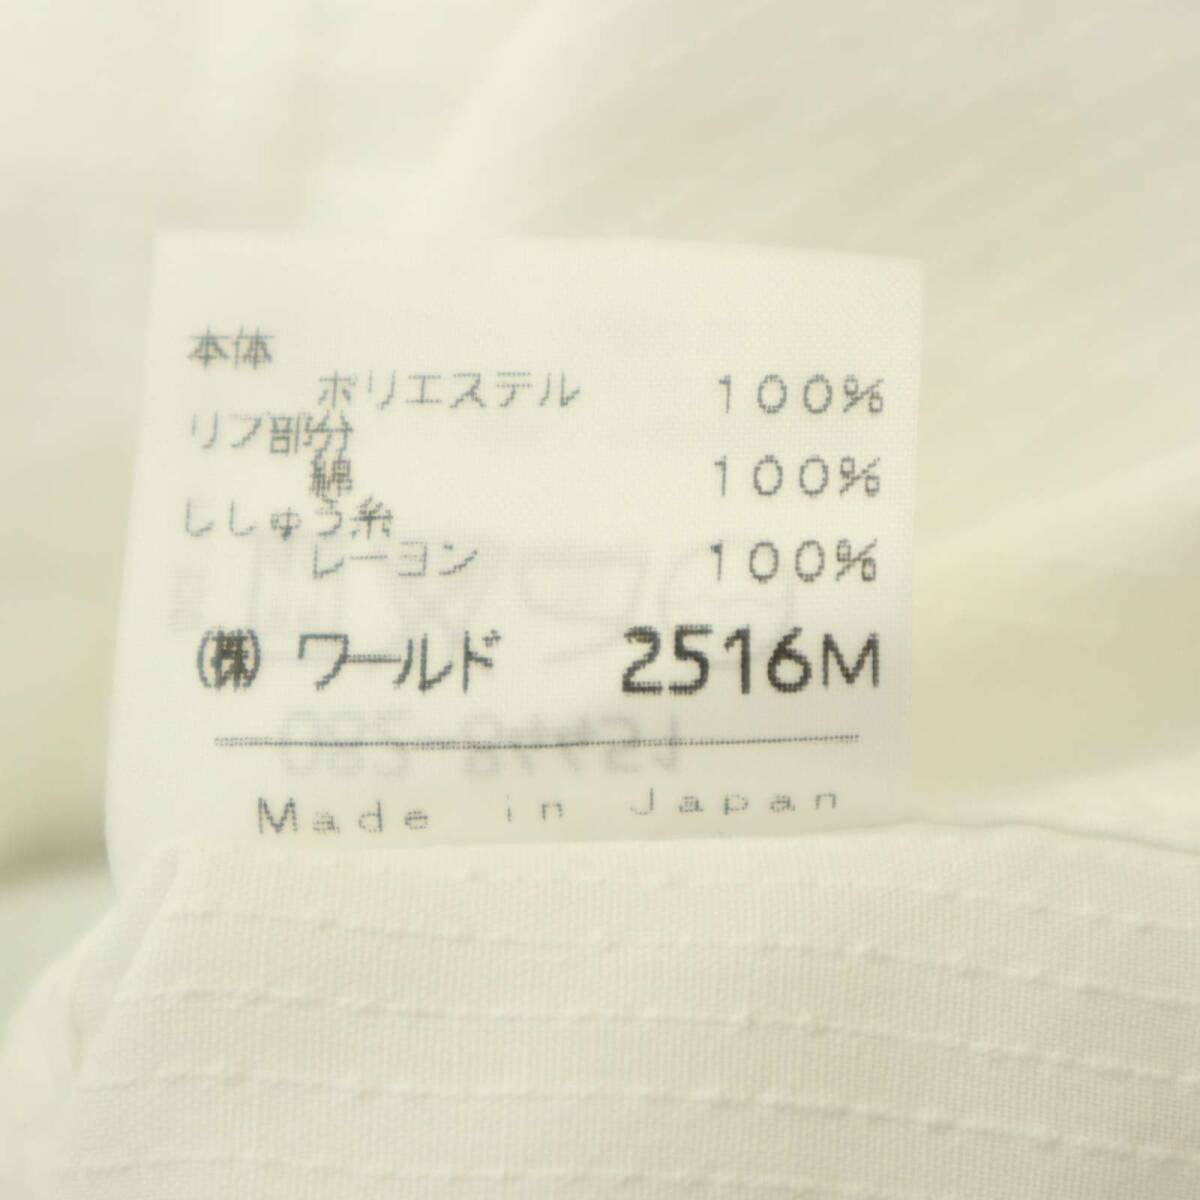 本体
ポリエステル 100%
リブ部分
綿 100%
ししゅう糸
レーヨン 100%
(株) ワールド 2516M
Made in Japan